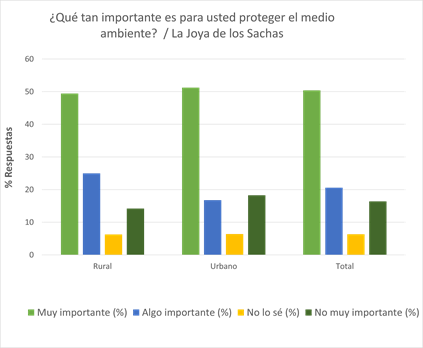 ¿Qué tan importante es para usted proteger el medio
ambiente? / La Joya de los Sachas
60
50
40
30
20
10
0
% Respuestas
Rural
Urbano
Total
Muy importante (%)
Algo importante (%)
No lo sé (%)
No muy importante (%)